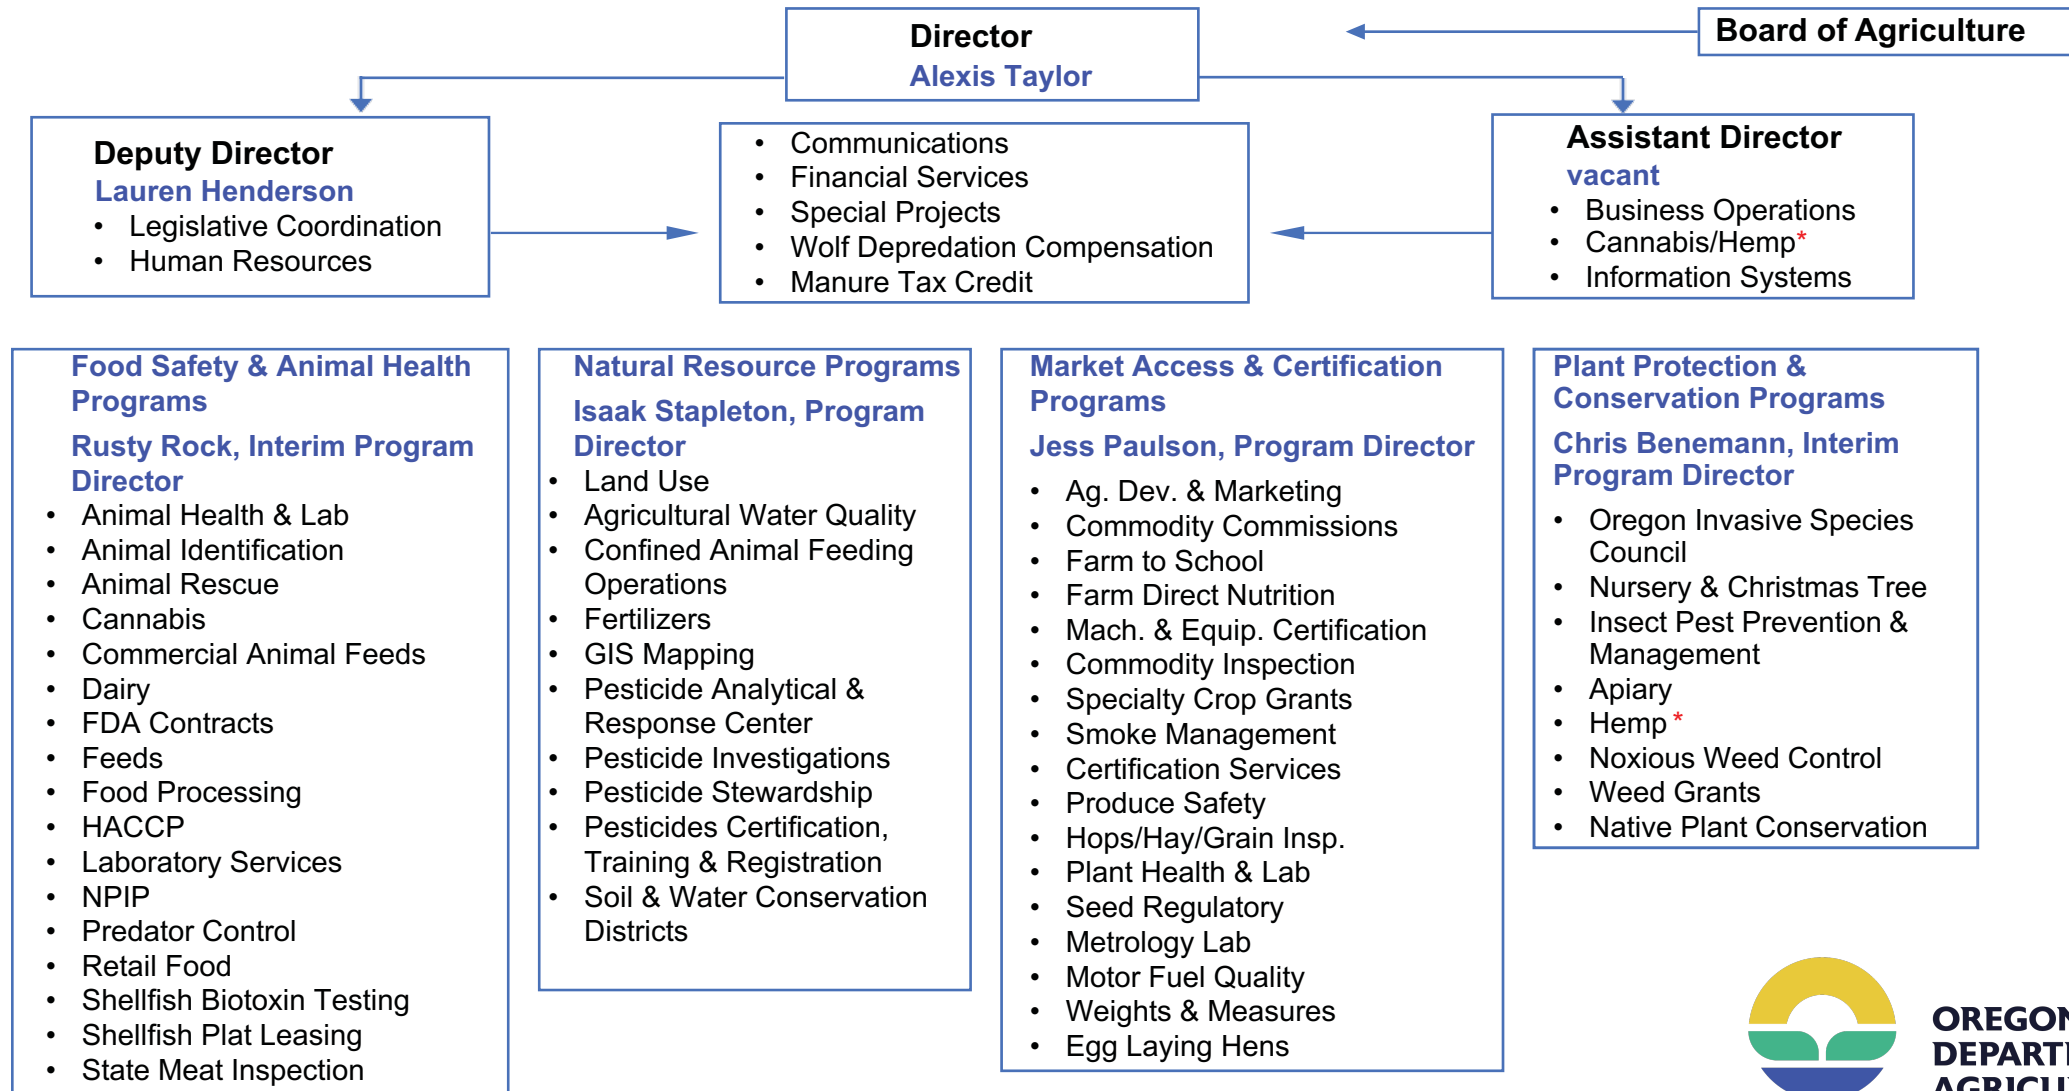 Director
Alexis Taylor
Board of Agriculture
Deputy Director
Lauren Henderson
• Legislative Coordination
• Human Resources
• Communications
• Financial Services
• Special Projects
• Wolf Depredation Compensation
• Manure Tax Credit
Assistant Director
vacant
• Business Operations
• Cannabis/Hemp*
• Information Systems
Food Safety & Animal Health
Programs
Rusty Rock, Interim Program
Director
• Animal Health & Lab
• Animal Identification
• Animal Rescue
• Cannabis
• Commercial Animal Feeds
• Dairy
• FDA Contracts
• Feeds
• Food Processing
• HACCP
• Laboratory Services
• NPIP
• Predator Control
• Retail Food
• Shellfish Biotoxin Testing
• Shellfish Plat Leasing
• State Meat Inspection
Natural Resource Programs
Isaak Stapleton, Program
Director
• Land Use
• Agricultural Water Quality
• Confined Animal Feeding
Operations
• Fertilizers
• GIS Mapping
• Pesticide Analytical &
Response Center
• Pesticide Investigations
• Pesticide Stewardship
• Pesticides Certification,
Training & Registration
• Soil & Water Conservation
Districts
Market Access & Certification
Programs
Jess Paulson, Program Director
• Ag. Dev. & Marketing
• Commodity Commissions
• Farm to School
• Farm Direct Nutrition
• Mach. & Equip. Certification
• Commodity Inspection
• Specialty Crop Grants
• Smoke Management
• Certification Services
• Produce Safety
• Hops/Hay/Grain Insp.
• Plant Health & Lab
• Seed Regulatory
• Metrology Lab
• Motor Fuel Quality
• Weights & Measures
• Egg Laying Hens
Plant Protection &
Conservation Programs
Chris Benemann, Interim
Program Director
• Oregon Invasive Species
Council
• Nursery & Christmas Tree
• Insect Pest Prevention &
Management
• Apiary
• Hemp *
• Noxious Weed Control
• Weed Grants
• Native Plant Conservation
OREGON